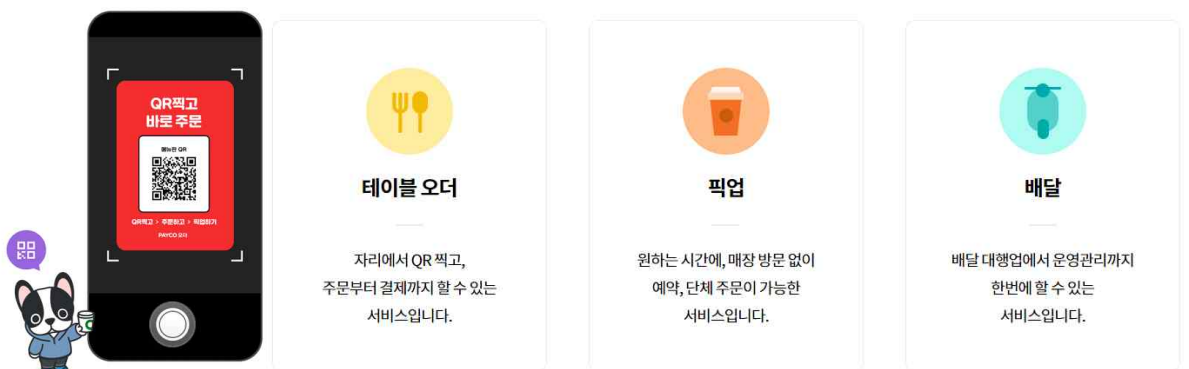 QR찍고
바로 주문
메뉴판 QR
QR찍고 > 주문하고 > 픽업하기
PAYCO 오더
테이블 오더
자리에서 QR 찍고,
주문부터 결제까지 할 수 있는
서비스입니다.
픽업
원하는 시간에, 매장 방문 없이
예약, 단체 주문이 가능한
서비스입니다.
배달
배달 대행업에서 운영관리까지
한번에 할 수 있는
서비스입니다.